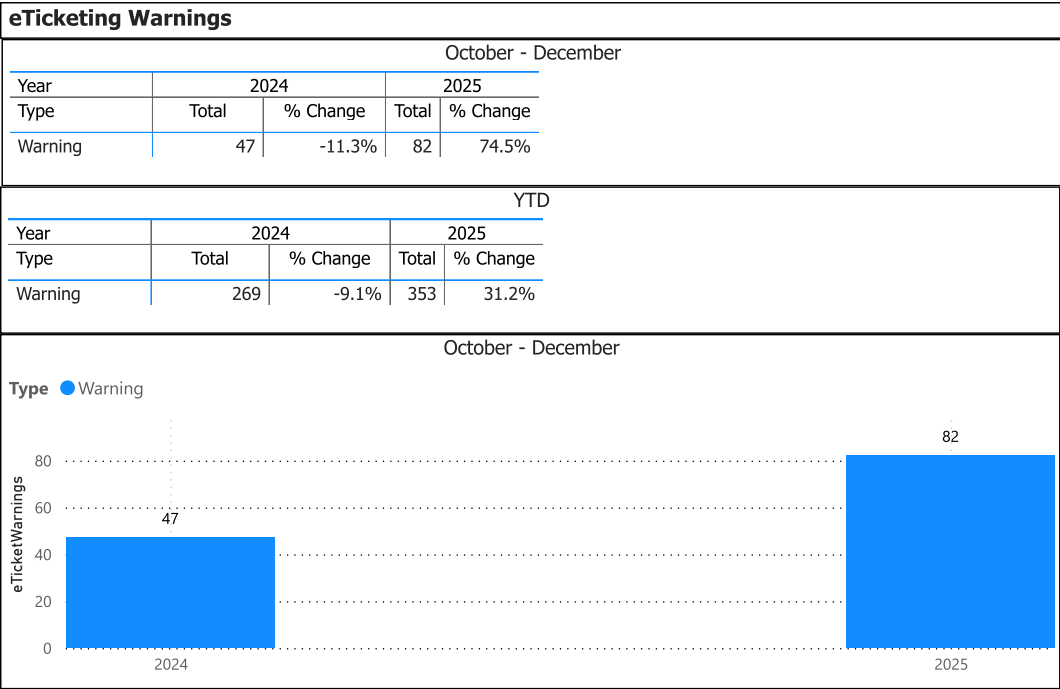 eTicketing Warnings
October - December
Year 2024 2025
Type Total % Change Total % Change
Warning 47 -11.3% 82 74.5%
YTD
Year 2024 2025
Type Total % Change Total % Change
Warning 269 -9.1% 353 31.2%
October - December
Type Warning
eTicketWarnings
82
80
60
47
40
20
0
2024 2025